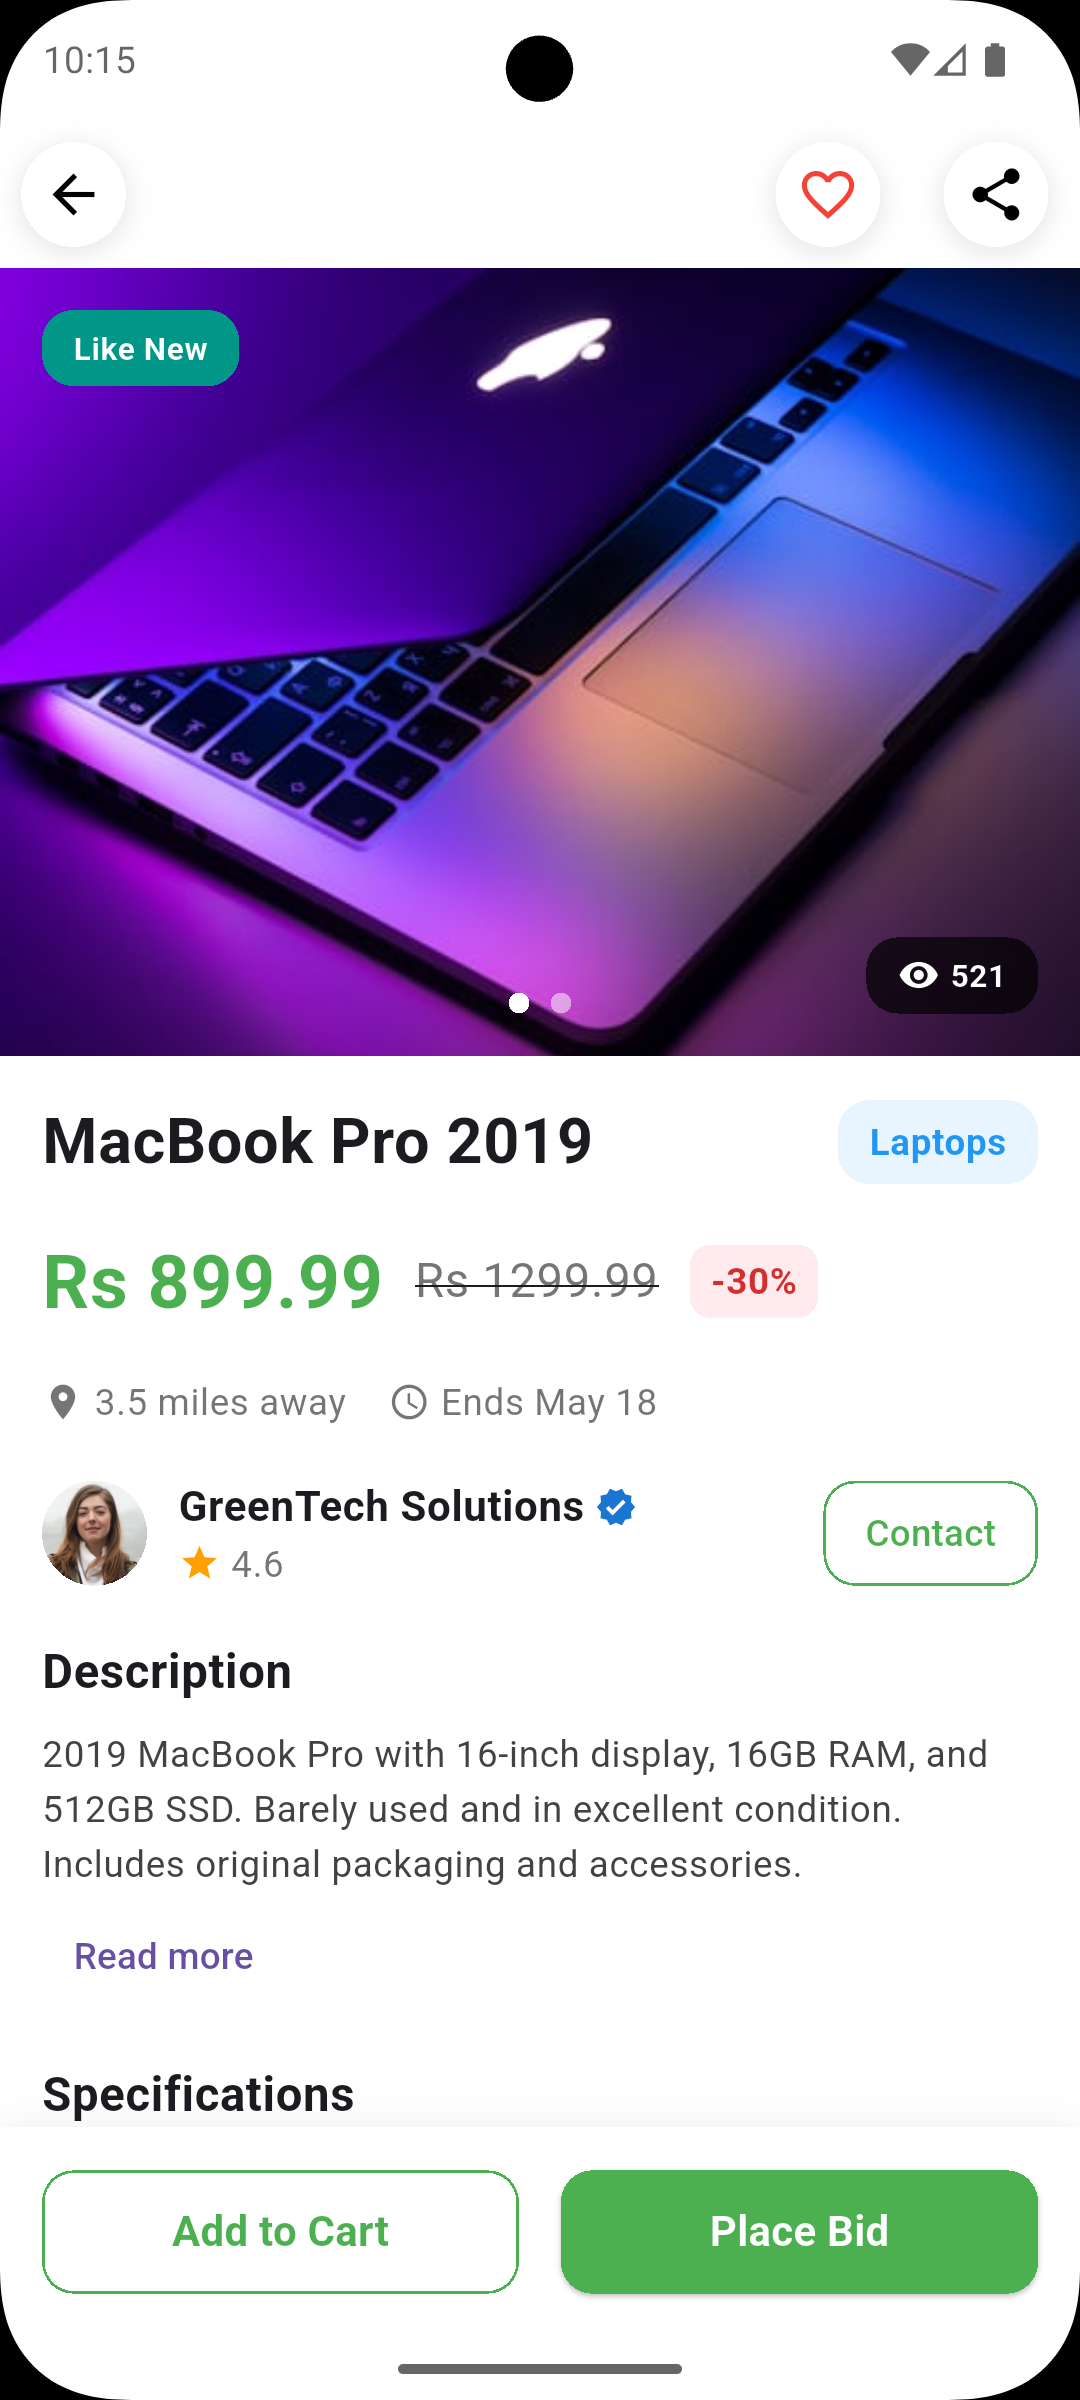 10:15
Like New
521
MacBook Pro 2019
Laptops
Rs 899.99 Rs 1299.99 -30%
3.5 miles away Ends May 18
GreenTech Solutions
4.6
Contact
Description
2019 MacBook Pro with 16-inch display, 16GB RAM, and
512GB SSD. Barely used and in excellent condition.
Includes original packaging and accessories.
Read more
Specifications
Add to Cart
Place Bid